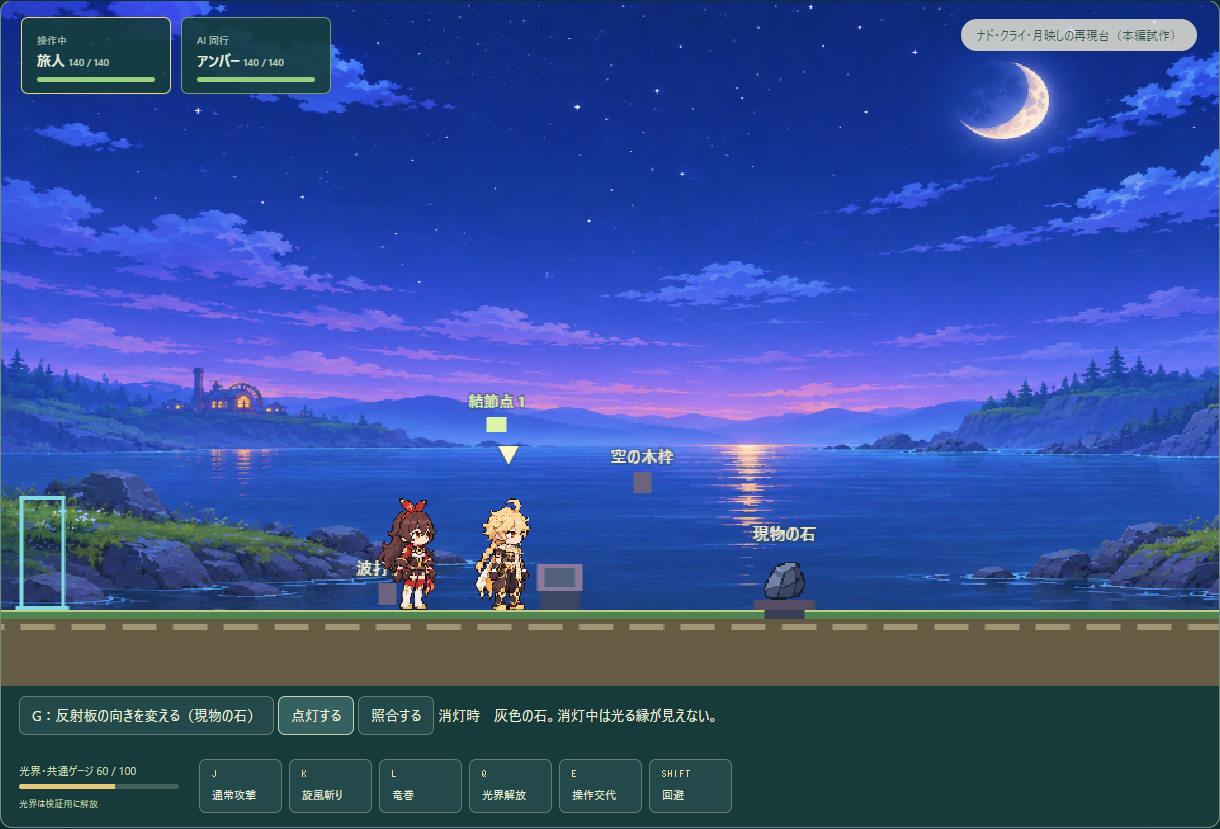 操作中
旅人 140 / 140
AI 同行
アンバー 140 / 140
ナド・クライ・月映しの再現台（本編試作）
結節点 1
空の木枠
現物の石
波打
G：反射板の向きを変える（現物の石）
点灯する
照合する
消灯時　灰色の石。消灯中は光る縁が見えない。
光界・共通ゲージ 60 / 100
光界は検証用に解放
J
通常攻撃
K
旋風斬り
L
竜巻
Q
光界解放
E
操作交代
SHIFT
回避